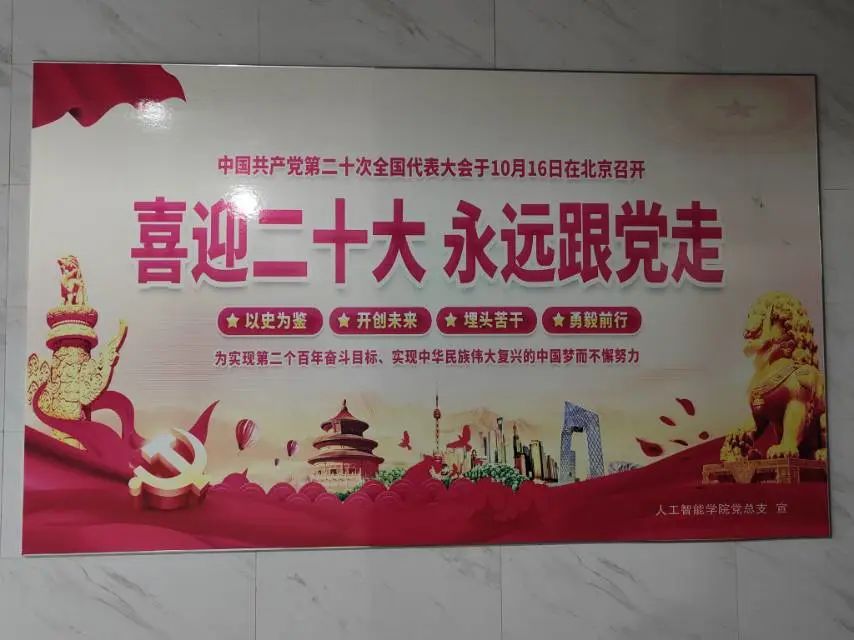 中国共产党第二十次全国代表大会于10月16日在北京召开
喜迎二十大 永远跟党走
以史为鉴 开创未来 埋头苦干 勇毅前行
为实现第二个百年奋斗目标、实现中华民族伟大复兴的中国梦而不懈努力
人工智能学院党总支 宣